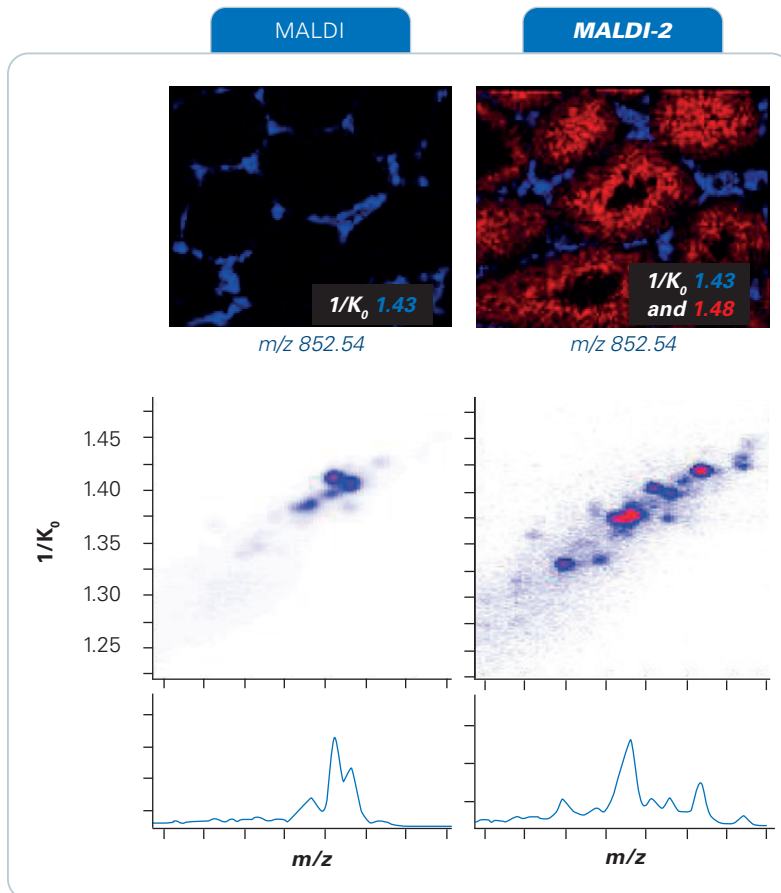 MALDI
MALDI-2
1/K₀ 1.43
1/K₀ 1.43
and 1.48
m/z 852.54
m/z 852.54
1/K₀
1.45
1.40
1.35
1.30
1.25
m/z
m/z